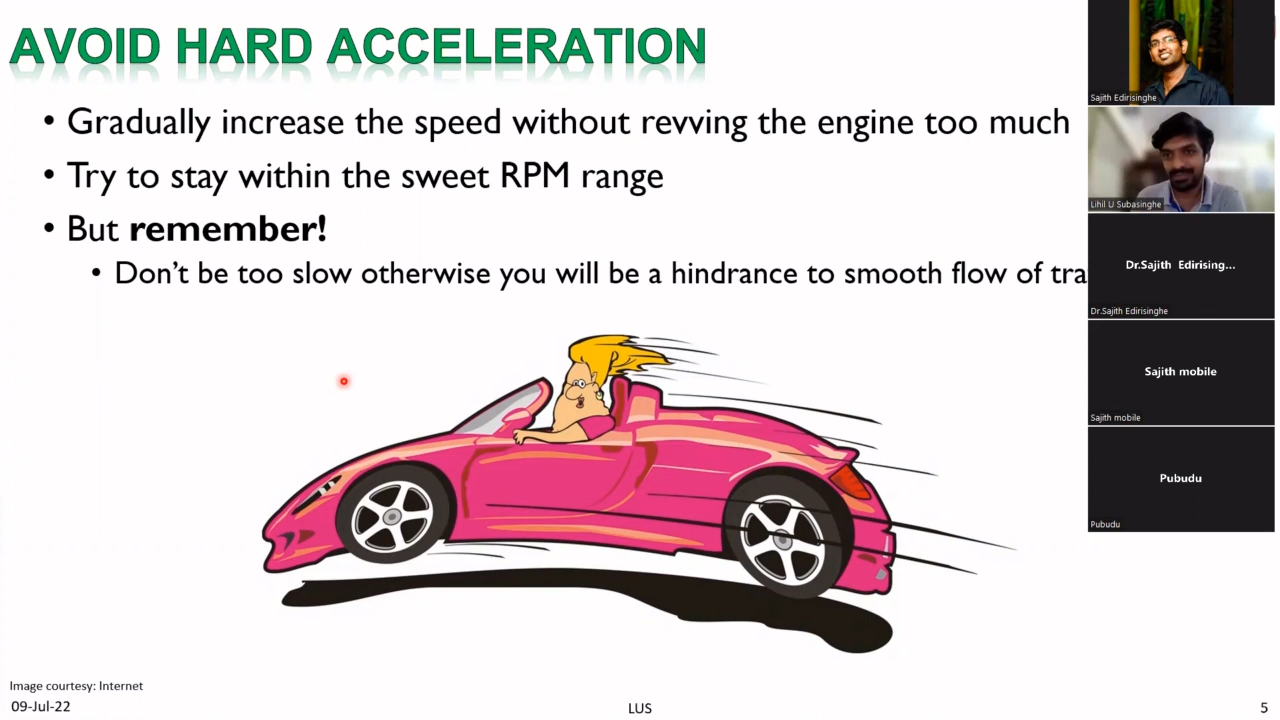 AVOID HARD ACCELERATION
• Gradually increase the speed without revving the engine too much
• Try to stay within the sweet RPM range
• But remember!
• Don't be too slow otherwise you will be a hindrance to smooth flow of tra
Sajith Edirisinghe
Lihil U Subasinghe
Dr.Sajith Edirising...
Dr.Sajith Edirisinghe
Sajith mobile
Sajith mobile
Pubudu
Pubudu
Image courtesy: Internet
09-Jul-22
LUS
5